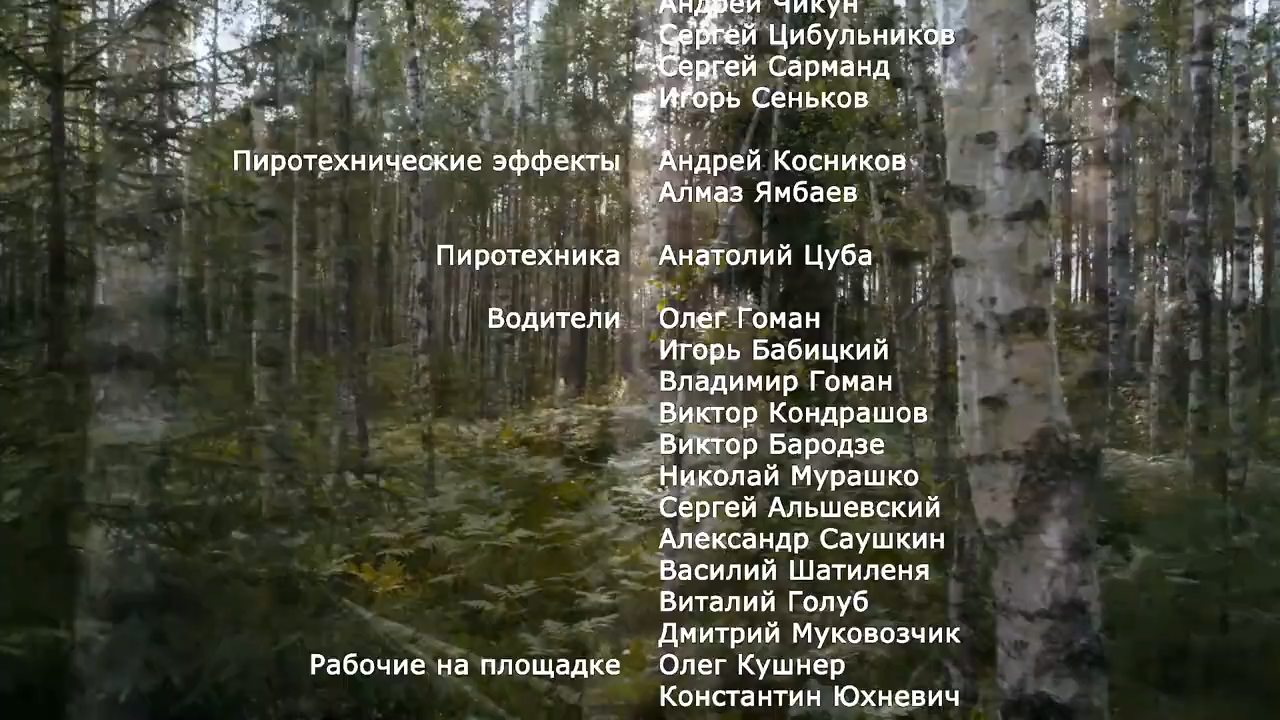 Андрей Чикун
Сергей Цибульников
Сергей Сарманд
Игорь Сеньков
Пиротехнические эффекты Андрей Косников
Алмаз Ямбаев
Пиротехника Анатолий Цуба
Водители Олег Гоман
Игорь Бабицкий
Владимир Гоман
Виктор Кондрашов
Виктор Бародзе
Николай Мурашко
Сергей Альшевский
Александр Саушкин
Василий Шатиленя
Виталий Голуб
Дмитрий Муковозчик
Рабочие на площадке Олег Кушнер
Константин Юхневич